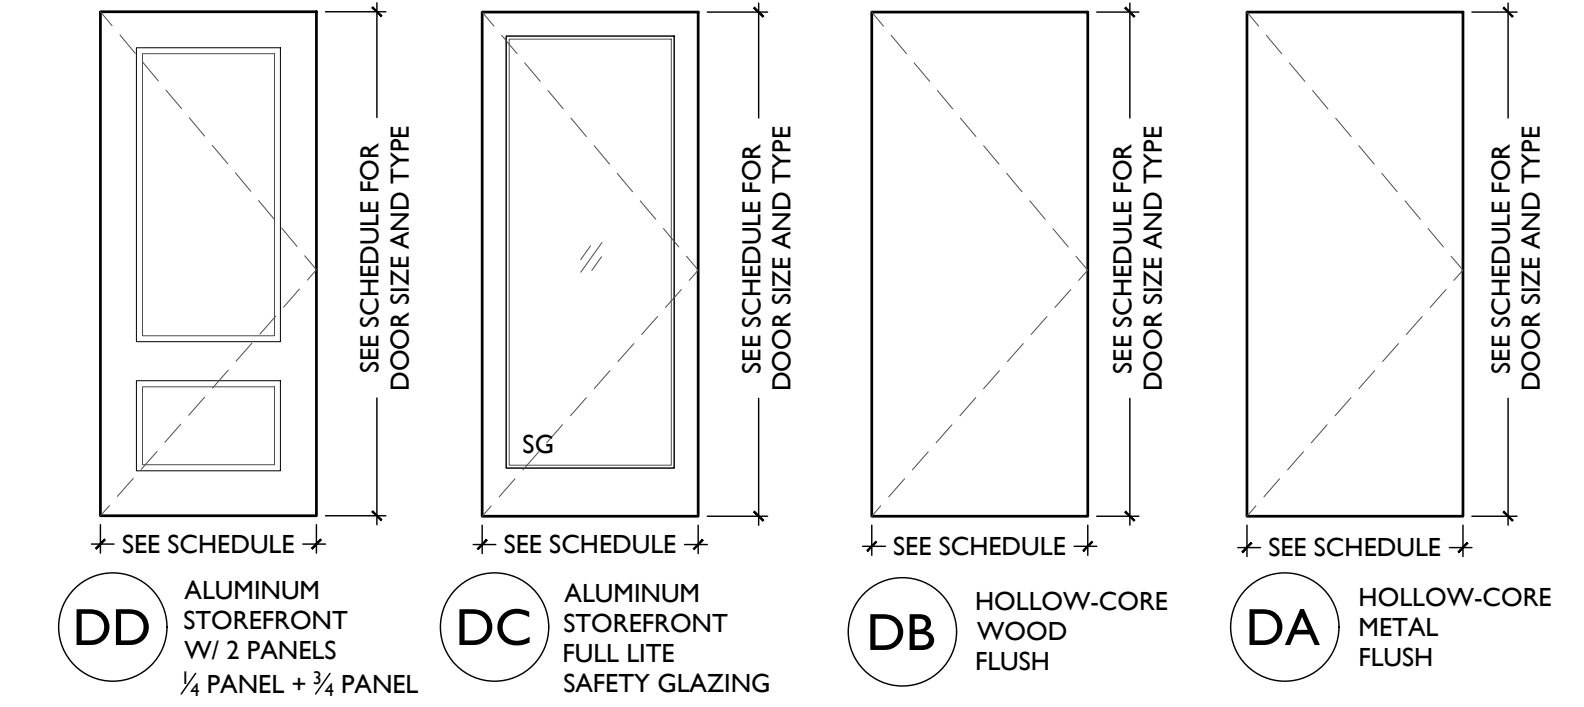 SEE SCHEDULE FOR
DOOR SIZE AND TYPE
SEE SCHEDULE
DD
ALUMINUM
STOREFRONT
W/ 2 PANELS
¼ PANEL + ¾ PANEL
SG
SEE SCHEDULE FOR
DOOR SIZE AND TYPE
SEE SCHEDULE
DC
ALUMINUM
STOREFRONT
FULL LITE
SAFETY GLAZING
SEE SCHEDULE FOR
DOOR SIZE AND TYPE
SEE SCHEDULE
DB
HOLLOW-CORE
WOOD
FLUSH
SEE SCHEDULE FOR
DOOR SIZE AND TYPE
SEE SCHEDULE
DA
HOLLOW-CORE
METAL
FLUSH